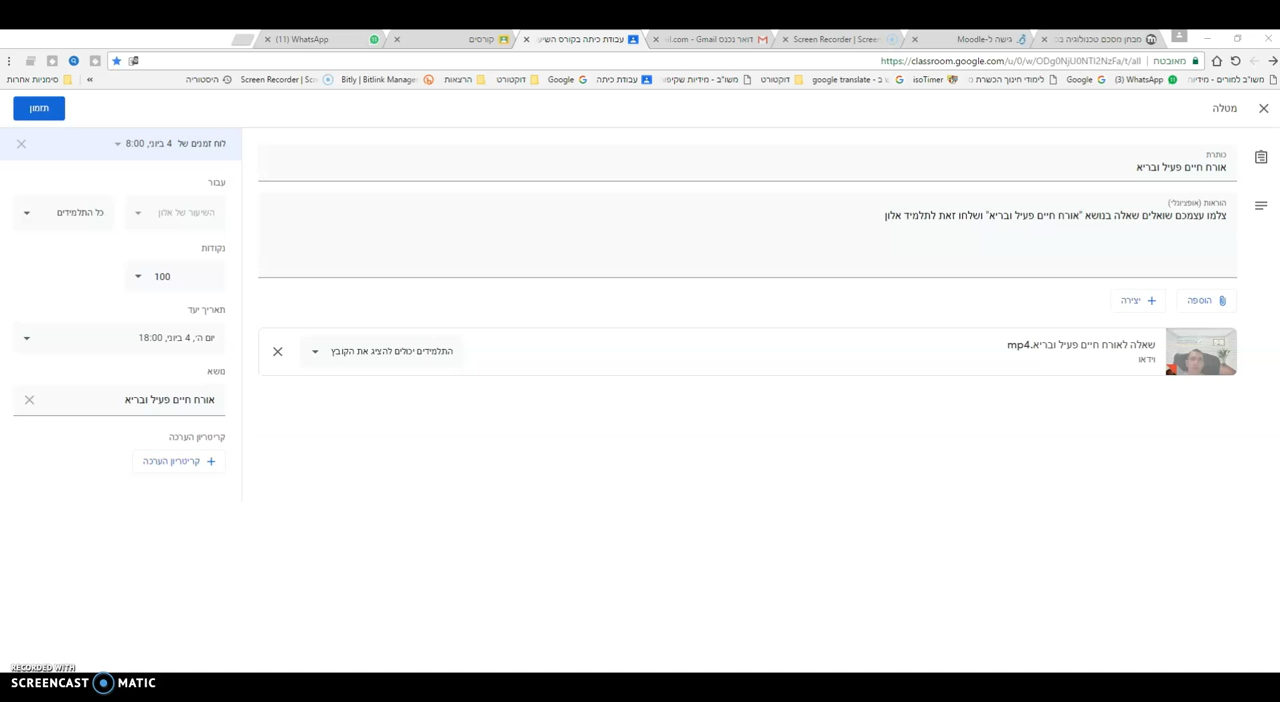 מבחן מסכם טכנולוגיה בנ
גישה ל-Moodle
Screen Recorder | Scree
דואר נכנס - Gmail - il.com
עבודת כיתה בקורס השיע
קורסים
(11) WhatsApp
מאובטח
https://classroom.google.com/u/0/w/ODg0NjU0NTI2NzFa/t/all
משו"ב למורים - מידיות
(3) WhatsApp
Google
לימודי חינוך הכשרת מ
isoTimer
google translate - ב
דוקטורט
משו"ב - מידיות שקיפו
עבודת כיתה
Google
דוקטורט
הרצאות
Bitly | Bitlink Manager
Screen Recorder | Scr
היסטוריה
«
סימניות אחרות
מטלה
תזמון
לוח זמנים של 4 ביוני, 8:00
כותרת
אורח חיים פעיל ובריא
הוראות (אופציונלי)
צלמו עצמכם שואלים שאלה בנושא "אורח חיים פעיל ובריא" ושלחו זאת לתלמיד אלון
הוספה
יצירה
שאלה לאורח חיים פעיל ובריא.mp4
וידאו
התלמידים יכולים להציג את הקובץ
עבור
השיעור של אלון
כל התלמידים
נקודות
100
תאריך יעד
יום ה׳, 4 ביוני, 18:00
נושא
אורח חיים פעיל ובריא
קריטריון הערכה
קריטריון הערכה
RECORDED WITH
SCREENCAST MATIC